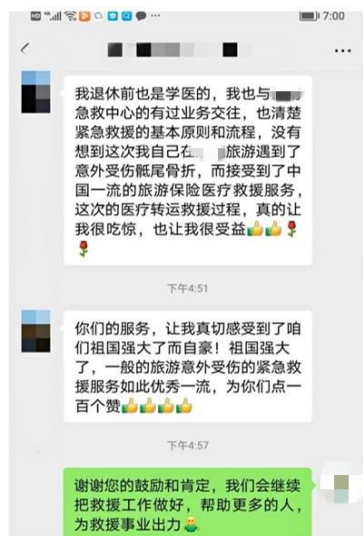 7:00
我退休前也是学医的，我也与
急救中心的有过业务交往，也清楚
紧急救援的基本原则和流程，没有
想到这次我自己在 旅游遇到了
意外受伤骶尾骨折，而接受到了中
国一流的旅游保险医疗救援服务，
这次的医疗转运救援过程，真的让
我很吃惊，也让我很受益👍👍🌹
🌹
下午4:51
你们的服务，让我真切感受到了咱
们祖国强大了而自豪！祖国强大
了，一般的旅游意外受伤的紧急救
援服务如此优秀一流，为你们点一
百个赞👍👍👍👍
下午4:57
谢谢您的鼓励和肯定，我们会继续
把救援工作做好，帮助更多的人，
为救援事业出力